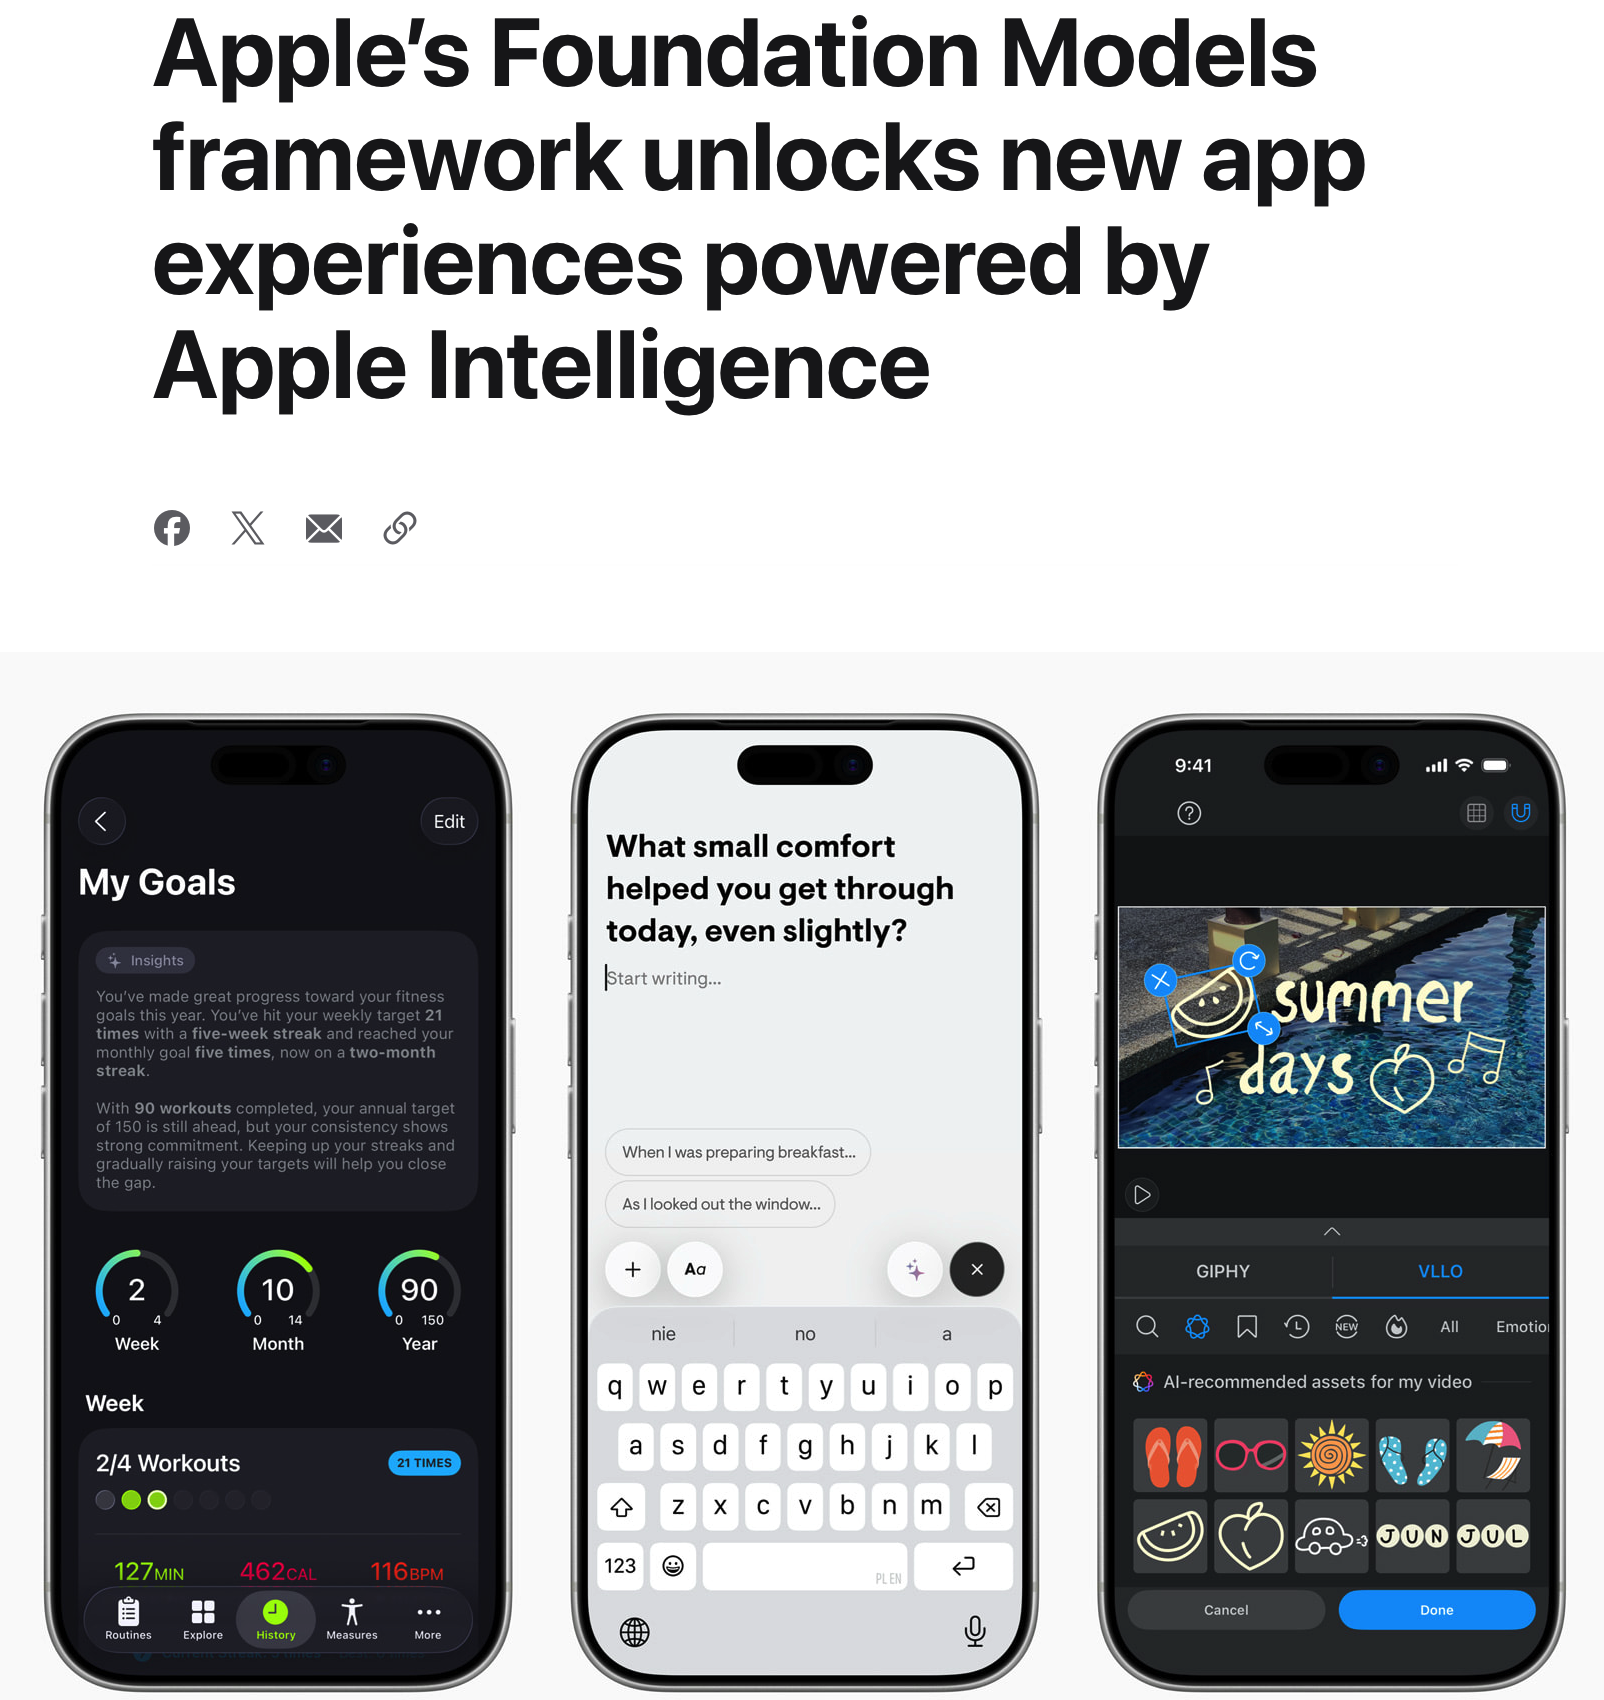 Apple’s Foundation Models
framework unlocks new app
experiences powered by
Apple Intelligence
Edit
My Goals
Insights
You’ve made great progress toward your fitness
goals this year. You’ve hit your weekly target 21
times with a five-week streak and reached your
monthly goal five times, now on a two-month
streak.
With 90 workouts completed, your annual target
of 150 is still ahead, but your consistency shows
strong commitment. Keeping up your streaks and
gradually raising your targets will help you close
the gap.
2 10 90
0 4 0 14 0 150
Week Month Year
Week
2/4 Workouts 21 TIMES
127MIN 462CAL 116BPM
Routines Explore History Measures More
What small comfort
helped you get through
today, even slightly?
Start writing...
When I was preparing breakfast...
As I looked out the window...
Aa
nie no a
q w e r t y u i o p
a s d f g h j k l
z x c v b n m
123 PL EN
9:41
summer
days
GIPHY VLLO
NEW All Emotio
AI-recommended assets for my video
JUN JUL
Cancel Done